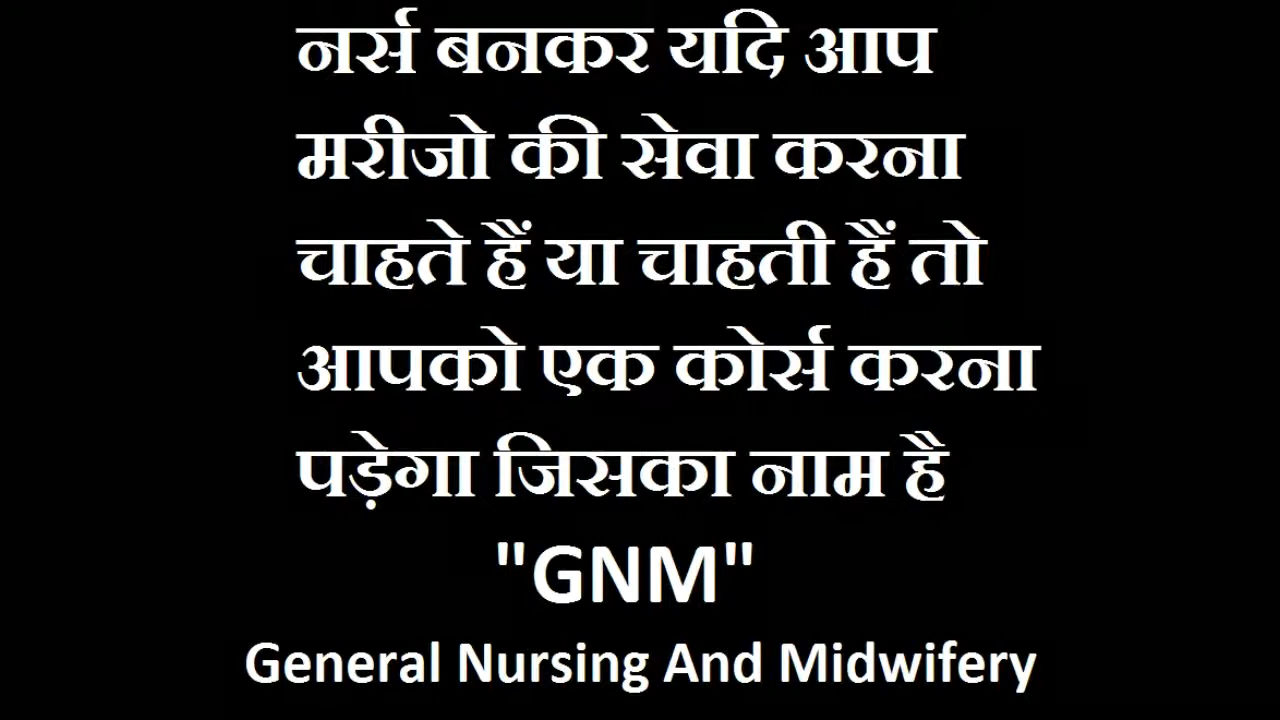 नर्स बनकर यदि आप
मरीजो की सेवा करना
चाहते हैं या चाहती हैं तो
आपको एक कोर्स करना
पड़ेगा जिसका नाम है
"GNM"
General Nursing And Midwifery